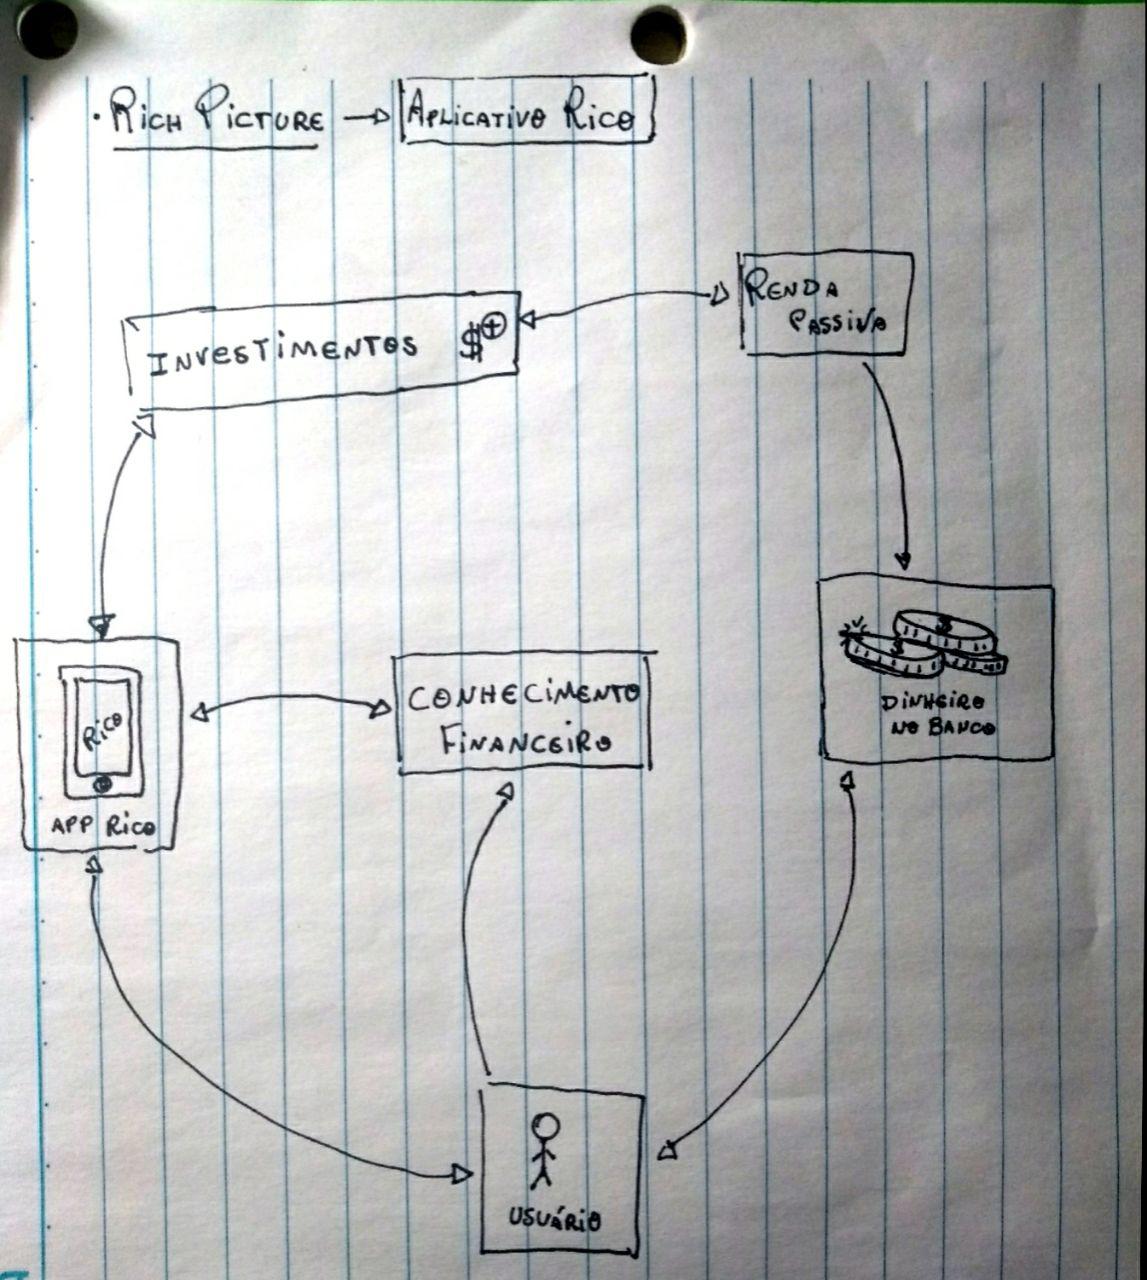 · RICH PICTURE → APLICATIVO RICO
RENDA
PASSIVA
INVESTIMENTOS $⊕
RICO
APP RICO
CONHECIMENTO
FINANCEIRO
$
$
DINHEIRO
NO BANCO
USUÁRIO